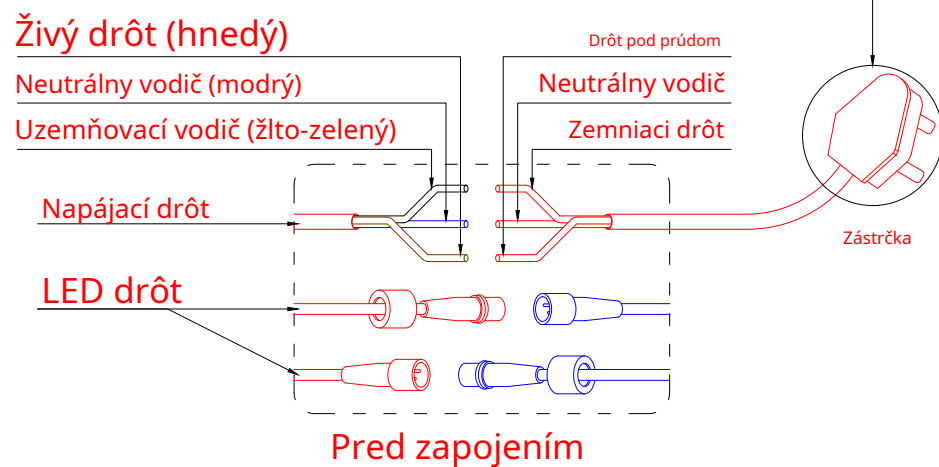 Živý drôt (hnedý)
Drôt pod prúdom
Neutrálny vodič (modrý)
Neutrálny vodič
Uzemňovací vodič (žlto-zelený)
Zemniaci drôt
Napájací drôt
Zástrčka
LED drôt
Pred zapojením